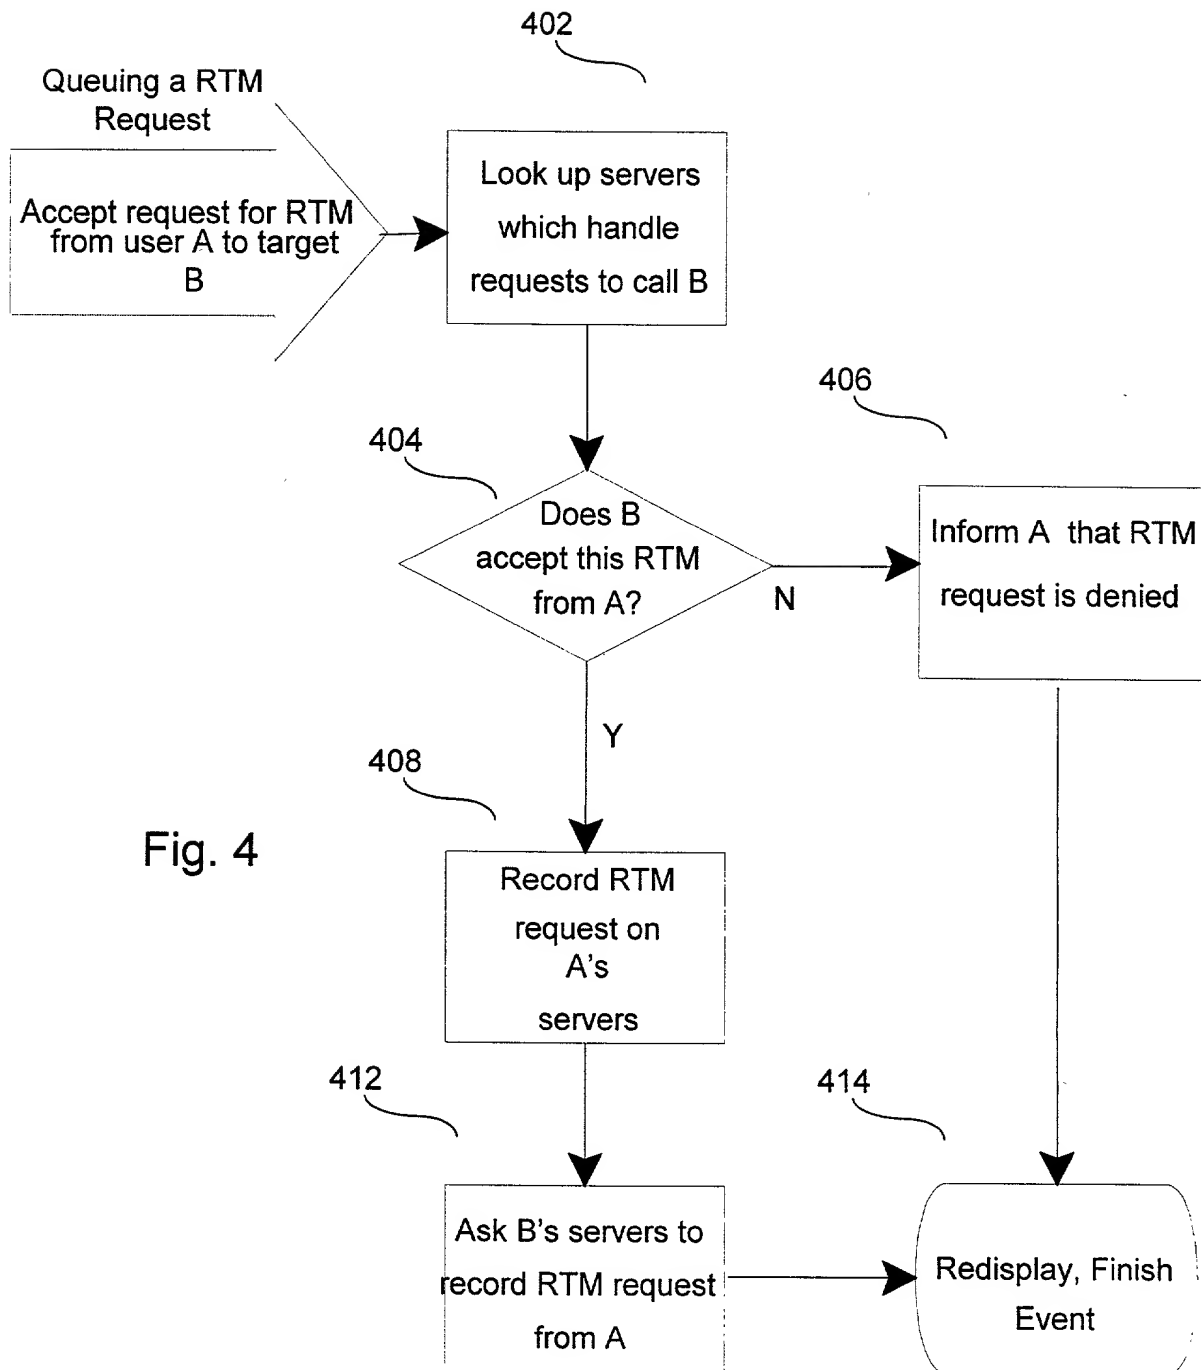 402
Queuing a RTM
Request
Accept request for RTM
from user A to target
B
Look up servers
which handle
requests to call B
406
404
Does B
accept this RTM
from A?
N
Inform A that RTM
request is denied
Y
408
Fig. 4
Record RTM
request on
A's
servers
412
414
Ask B's servers to
record RTM request
from A
Redisplay, Finish
Event